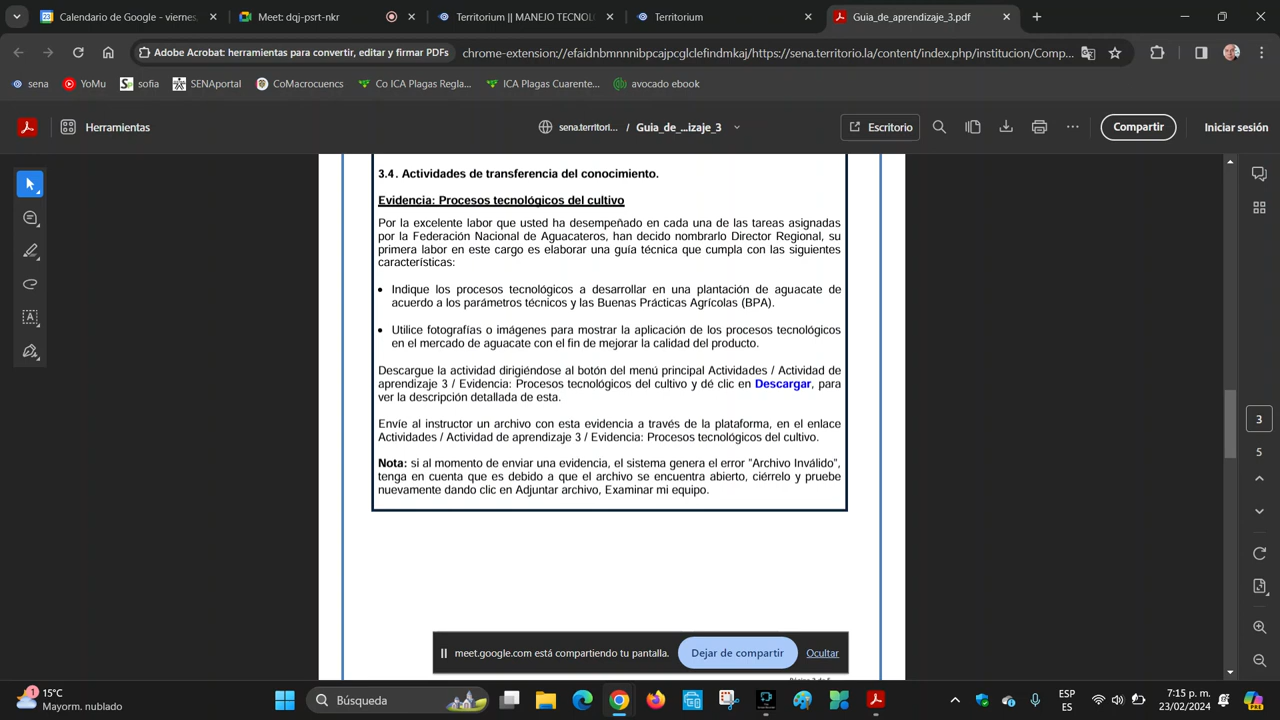 Calendario de Google - viernes,
Meet: dqj-psrt-nkr
Territorium || MANEJO TECNOL
Territorium
Guia_de_aprendizaje_3.pdf
Adobe Acrobat: herramientas para convertir, editar y firmar PDFs
chrome-extension://efaidnbmnnnibpcajpcglclefindmkaj/https://sena.territorio.la/content/index.php/institucion/Comp...
sena
YoMu
sofia
SENAportal
CoMacrocuencs
Co ICA Plagas Regla...
ICA Plagas Cuarente...
avocado ebook
Herramientas
sena.territori... / Guia_de_...izaje_3
Escritorio
Compartir
Iniciar sesión
3.4. Actividades de transferencia del conocimiento.
Evidencia: Procesos tecnológicos del cultivo
Por la excelente labor que usted ha desempeñado en cada una de las tareas asignadas
por la Federación Nacional de Aguacateros, han decido nombrarlo Director Regional, su
primera labor en este cargo es elaborar una guía técnica que cumpla con las siguientes
características:
• Indique los procesos tecnológicos a desarrollar en una plantación de aguacate de
acuerdo a los parámetros técnicos y las Buenas Prácticas Agrícolas (BPA).
• Utilice fotografías o imágenes para mostrar la aplicación de los procesos tecnológicos
en el mercado de aguacate con el fin de mejorar la calidad del producto.
Descargue la actividad dirigiéndose al botón del menú principal Actividades / Actividad de
aprendizaje 3 / Evidencia: Procesos tecnológicos del cultivo y dé clic en Descargar, para
ver la descripción detallada de esta.
Envíe al instructor un archivo con esta evidencia a través de la plataforma, en el enlace
Actividades / Actividad de aprendizaje 3 / Evidencia: Procesos tecnológicos del cultivo.
Nota: si al momento de enviar una evidencia, el sistema genera el error "Archivo Inválido",
tenga en cuenta que es debido a que el archivo se encuentra abierto, ciérrelo y pruebe
nuevamente dando clic en Adjuntar archivo, Examinar mi equipo.
3
5
meet.google.com está compartiendo tu pantalla.
Dejar de compartir
Ocultar
1
15°C
Mayorm. nublado
Búsqueda
ESP
ES
7:15 p. m.
23/02/2024